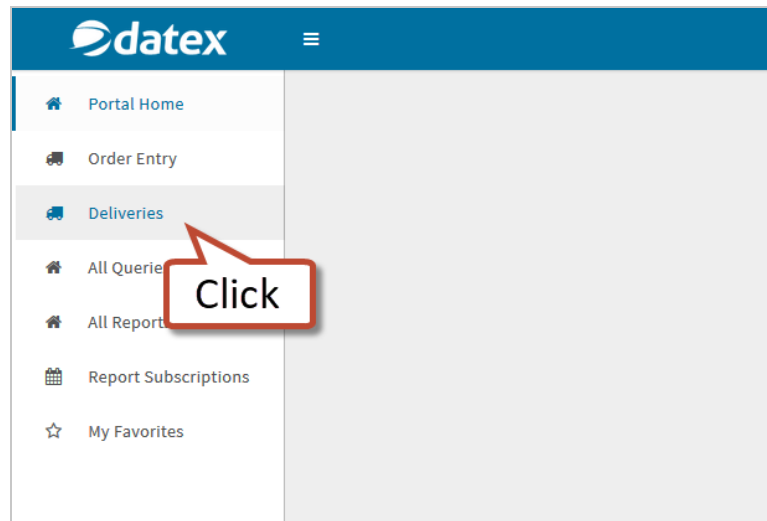 datex
Portal Home
Order Entry
Deliveries
All Querie
Click
All Report
Report Subscriptions
My Favorites